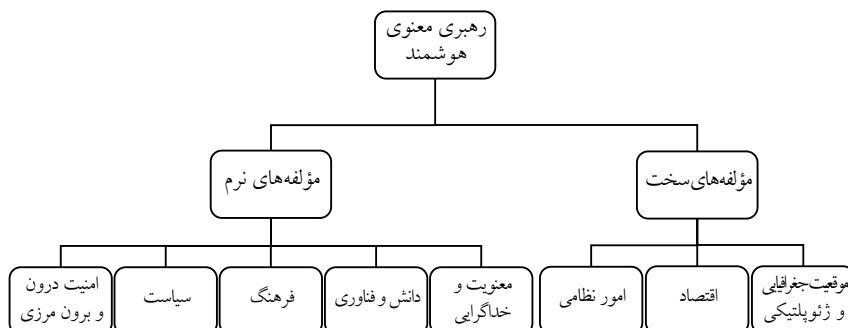 رهبری معنوی
هوشمند
مؤلفه‌های سخت
مؤلفه‌های نرم
موقعیت جغرافیایی
و ژئوپلتیکی
اقتصاد
امور نظامی
معنویت و
خداگرایی
دانش و فناوری
فرهنگ
سیاست
امنیت درون
و برون مرزی